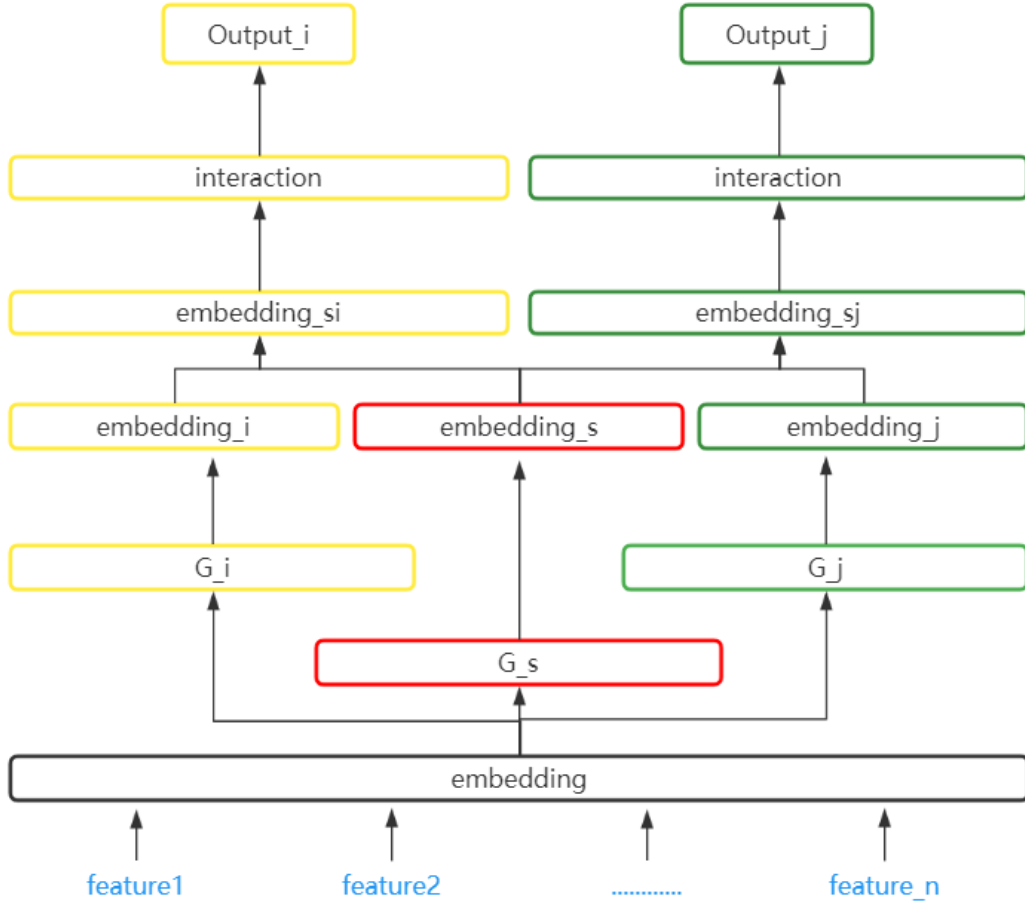 Output_i
Output_j
interaction
interaction
embedding_si
embedding_sj
embedding_i
embedding_s
embedding_j
G_i
G_j
G_s
embedding
feature1
feature2
............
feature_n